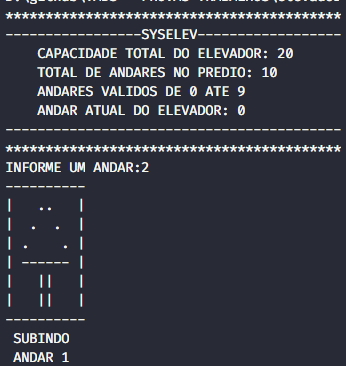 ******************************************
-----------------SYSELEV------------------
    CAPACIDADE TOTAL DO ELEVADOR: 20
    TOTAL DE ANDARES NO PREDIO: 10
    ANDARES VALIDOS DE 0 ATE 9
    ANDAR ATUAL DO ELEVADOR: 0
------------------------------------------
******************************************
INFORME UM ANDAR:2
----------
|   ..   |
|  .  .  |
| .    . |
| ------ |
|   ||   |
|   ||   |
----------
 SUBINDO
 ANDAR 1